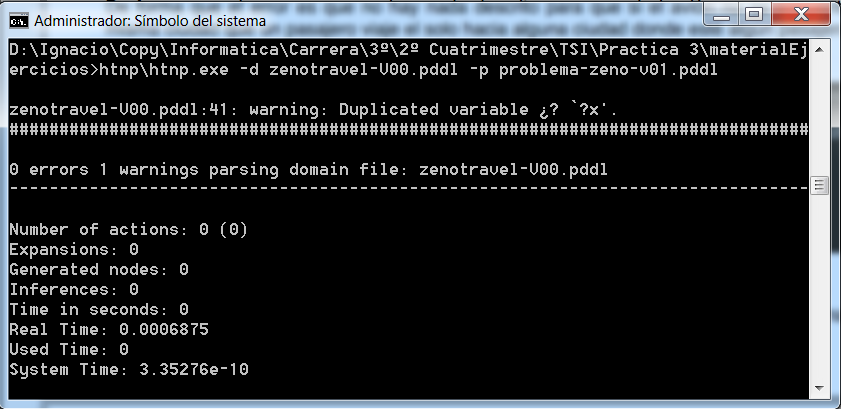 Administrador: Símbolo del sistema
D:\Ignacio\Copy\Informatica\Carrera\3º\2º Cuatrimestre\TSI\Practica 3\materialEj
ercicios>htnp\htnp.exe -d zenotravel-V00.pddl -p problema-zeno-v01.pddl
zenotravel-V00.pddl:41: warning: Duplicated variable ¿? `?x'.
################################################################################
0 errors 1 warnings parsing domain file: zenotravel-V00.pddl
--------------------------------------------------------------------------------
Number of actions: 0 (0)
Expansions: 0
Generated nodes: 0
Inferences: 0
Time in seconds: 0
Real Time: 0.0006875
Used Time: 0
System Time: 3.35276e-10